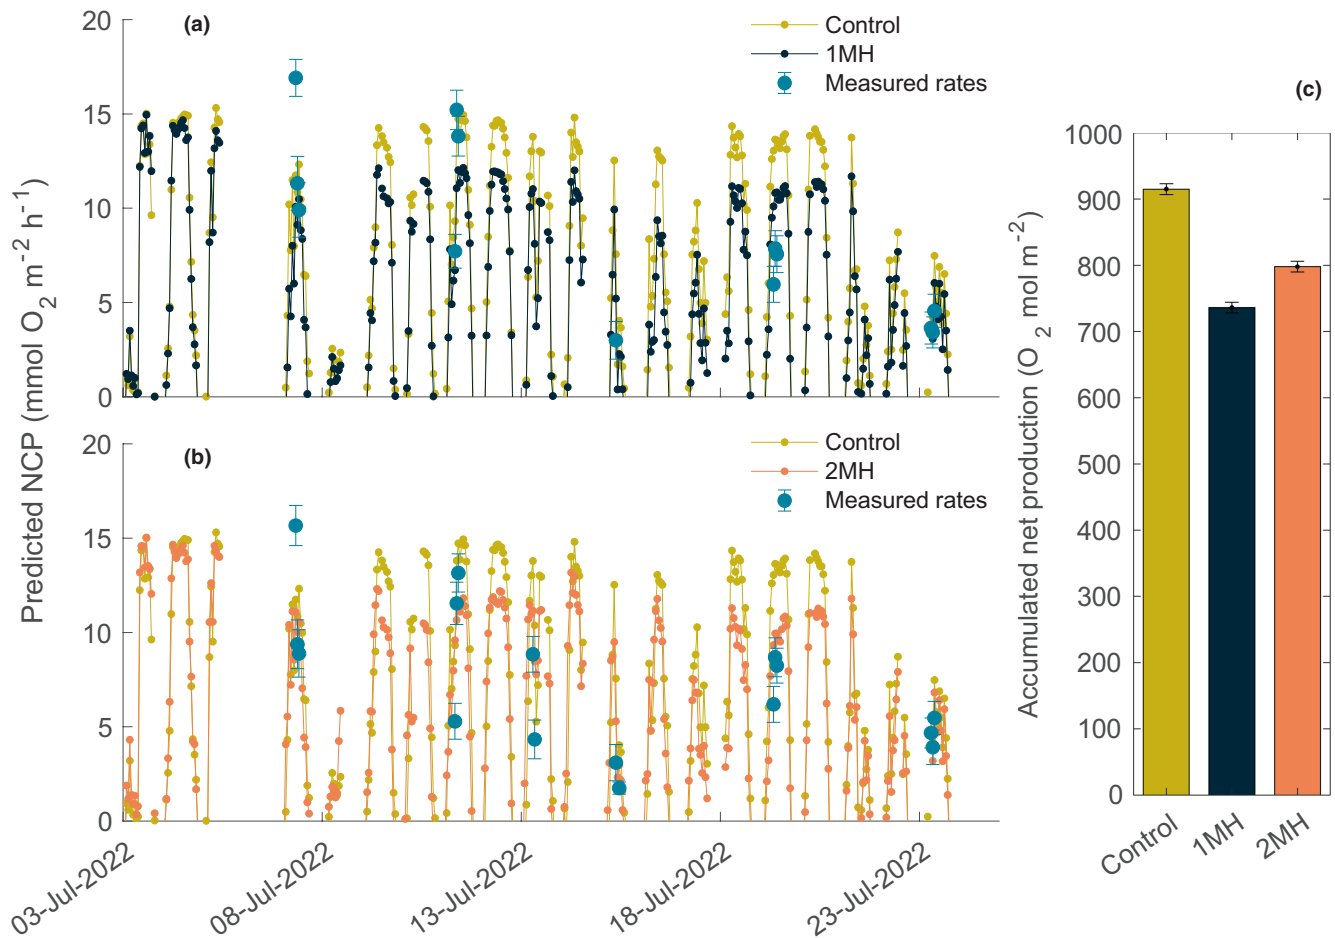 (a)
Control
1MH
Measured rates
20
15
10
5
0
Predicted NCP (mmol O2 m−2 h−1)
(b)
Control
2MH
Measured rates
20
15
10
5
0
03-Jul-2022
08-Jul-2022
13-Jul-2022
18-Jul-2022
23-Jul-2022
(c)
Accumulated net production (O2 mol m−2)
1000
900
800
700
600
500
400
300
200
100
0
Control
1MH
2MH